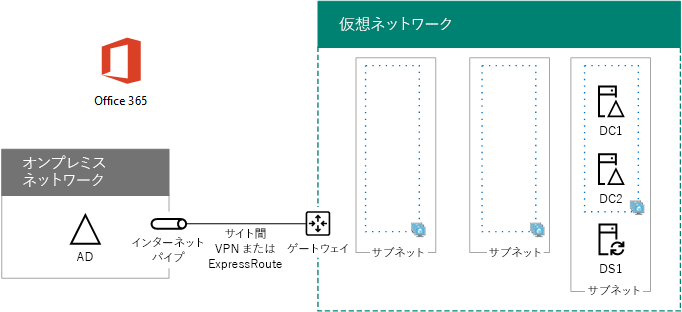 仮想ネットワーク
Office 365
オンプレミス
ネットワーク
AD
インターネット
パイプ
サイト間
VPN または
ExpressRoute
ゲートウェイ
サブネット
サブネット
DC1
DC2
DS1
サブネット